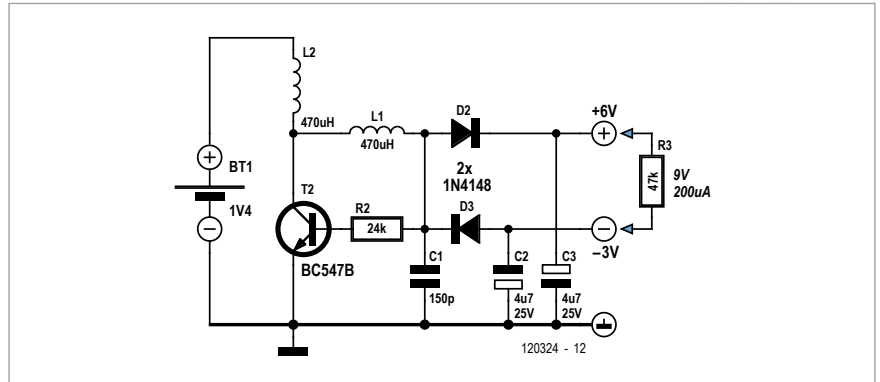 L2
470uH
L1
470uH
D2
+6V
R3
47k
9V
200uA
BT1
1V4
T2
BC547B
R2
24k
2x
1N4148
D3
−3V
C1
150p
C2
4u7
25V
C3
4u7
25V
120324 - 12